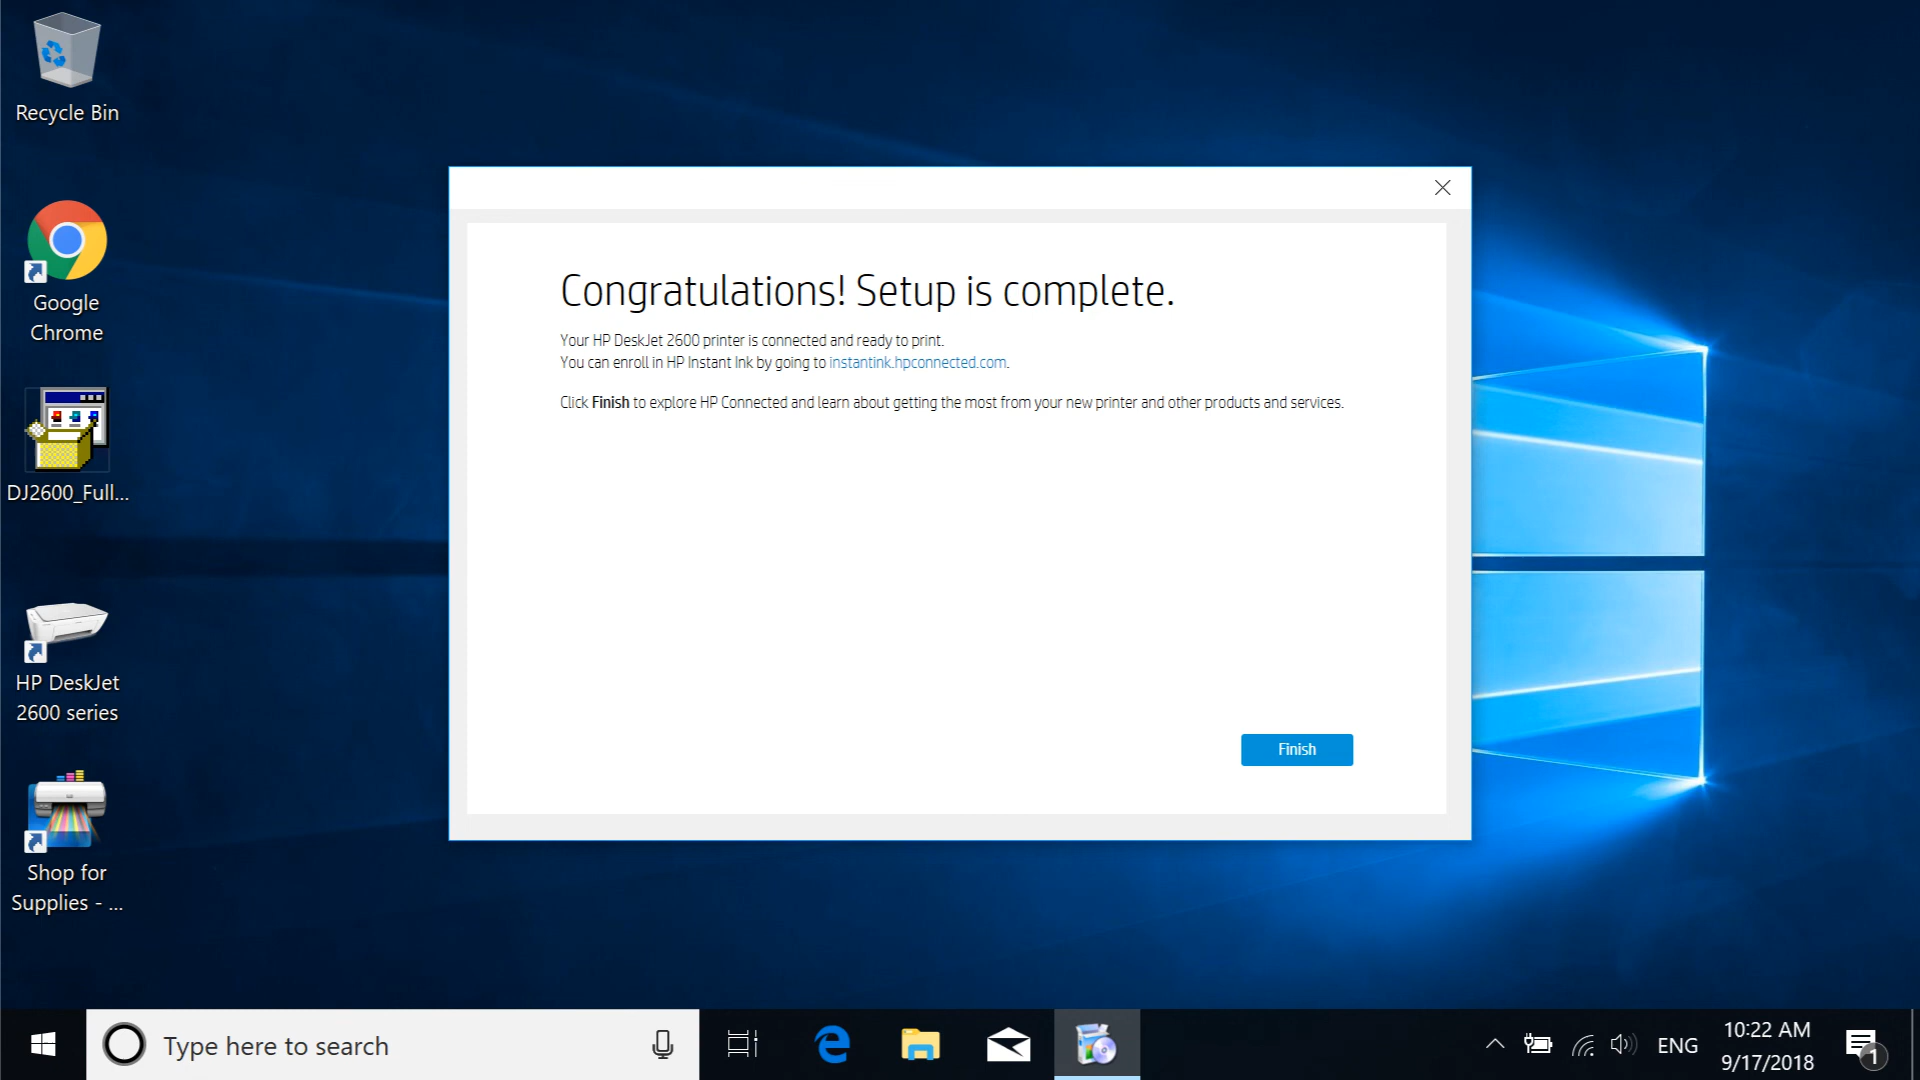 Recycle Bin
Google
Chrome
DJ2600_Full...
HP DeskJet
2600 series
Shop for
Supplies - ...
Congratulations! Setup is complete.
Your HP DeskJet 2600 printer is connected and ready to print.
You can enroll in HP Instant Ink by going to instantink.hpconnected.com.
Click Finish to explore HP Connected and learn about getting the most from your new printer and other products and services.
Finish
Type here to search
ENG
10:22 AM
9/17/2018
1